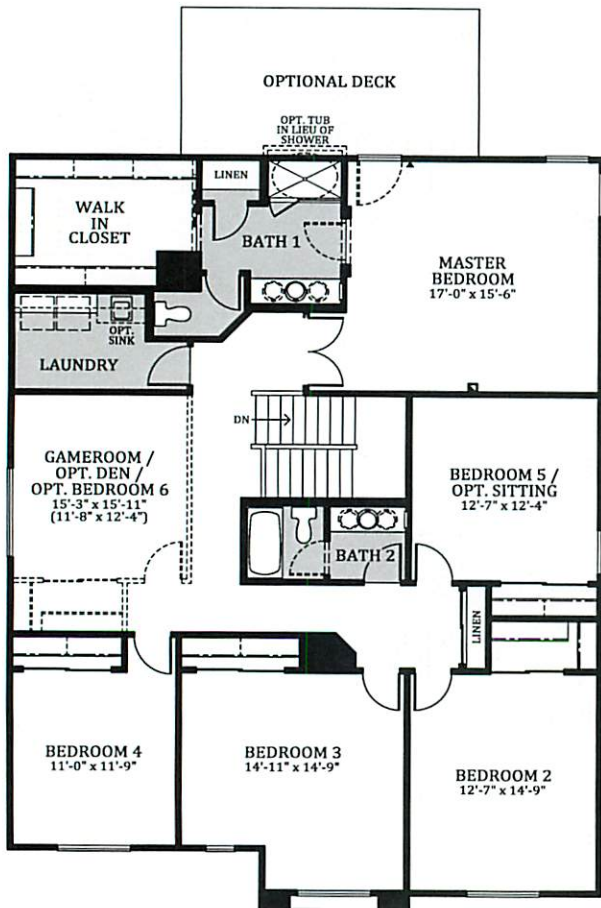 OPTIONAL DECK
OPT. TUB
IN LIEU OF
SHOWER
LINEN
WALK
IN
CLOSET
BATH 1
MASTER
BEDROOM
17'-0" x 15'-6"
OPT.
SINK
LAUNDRY
DN
GAMEROOM /
OPT. DEN /
OPT. BEDROOM 6
15'-3" x 15'-11"
(11'-8" x 12'-4")
BEDROOM 5 /
OPT. SITTING
12'-7" x 12'-4"
BATH 2
LINEN
BEDROOM 4
11'-0" x 11'-9"
BEDROOM 3
14'-11" x 14'-9"
BEDROOM 2
12'-7" x 14'-9"